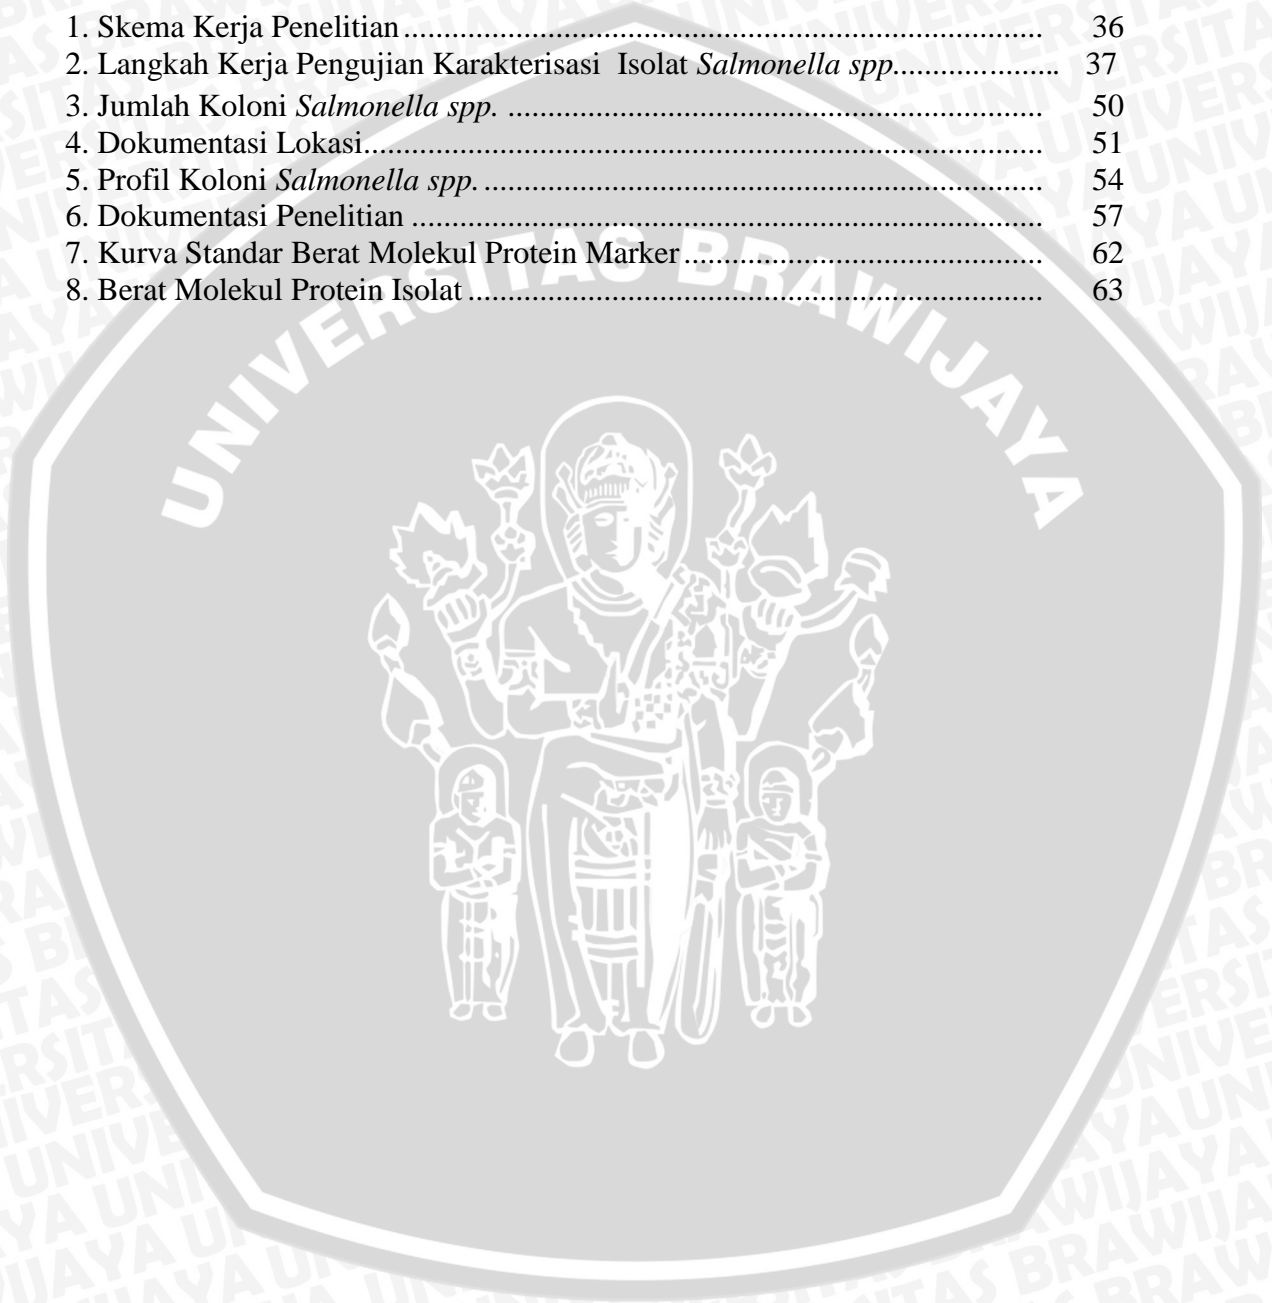 1. Skema Kerja Penelitian.................................................................................. 36
2. Langkah Kerja Pengujian Karakterisasi  Isolat Salmonella spp..................... 37
3. Jumlah Koloni Salmonella spp. .................................................................... 50
4. Dokumentasi Lokasi....................................................................................... 51
5. Profil Koloni Salmonella spp. ....................................................................... 54
6. Dokumentasi Penelitian ................................................................................ 57
7. Kurva Standar Berat Molekul Protein Marker.............................................. 62
8. Berat Molekul Protein Isolat ......................................................................... 63
UNIVERSITAS BRAWIJAYA